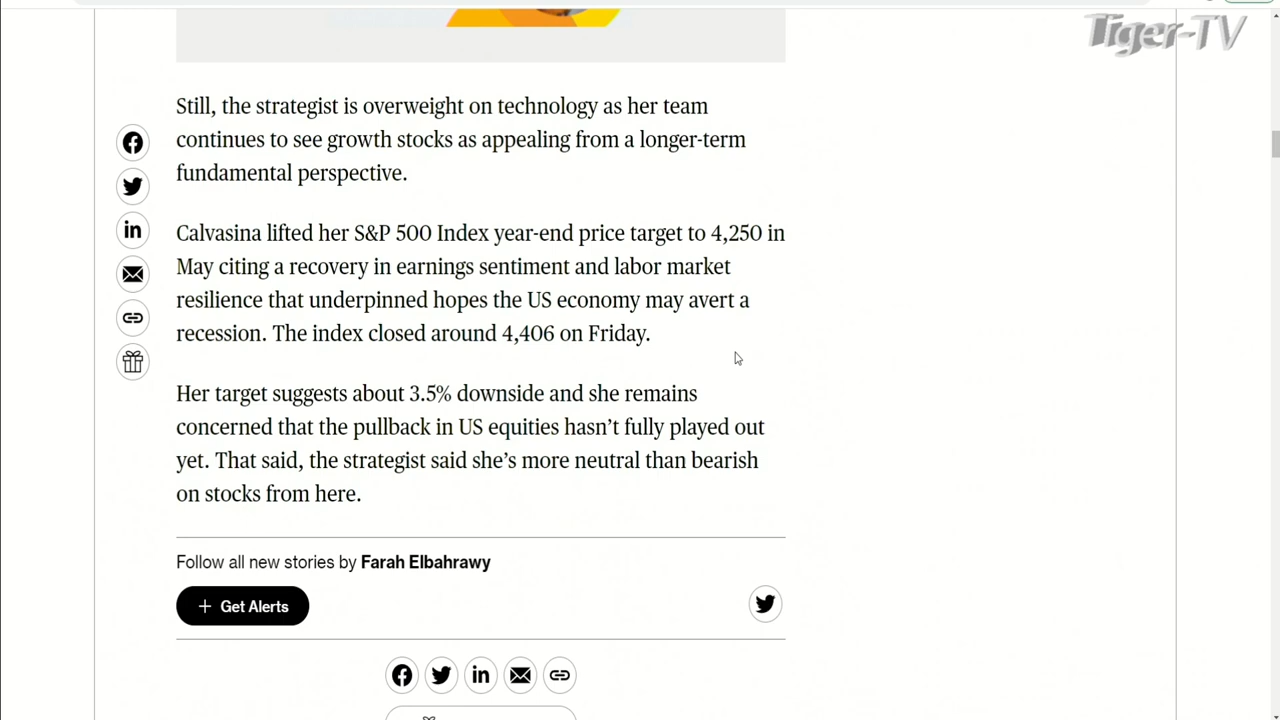 Tiger-TV
Still, the strategist is overweight on technology as her team
continues to see growth stocks as appealing from a longer-term
fundamental perspective.
Calvasina lifted her S&P 500 Index year-end price target to 4,250 in
May citing a recovery in earnings sentiment and labor market
resilience that underpinned hopes the US economy may avert a
recession. The index closed around 4,406 on Friday.
Her target suggests about 3.5% downside and she remains
concerned that the pullback in US equities hasn’t fully played out
yet. That said, the strategist said she’s more neutral than bearish
on stocks from here.
Follow all new stories by Farah Elbahrawy
+ Get Alerts